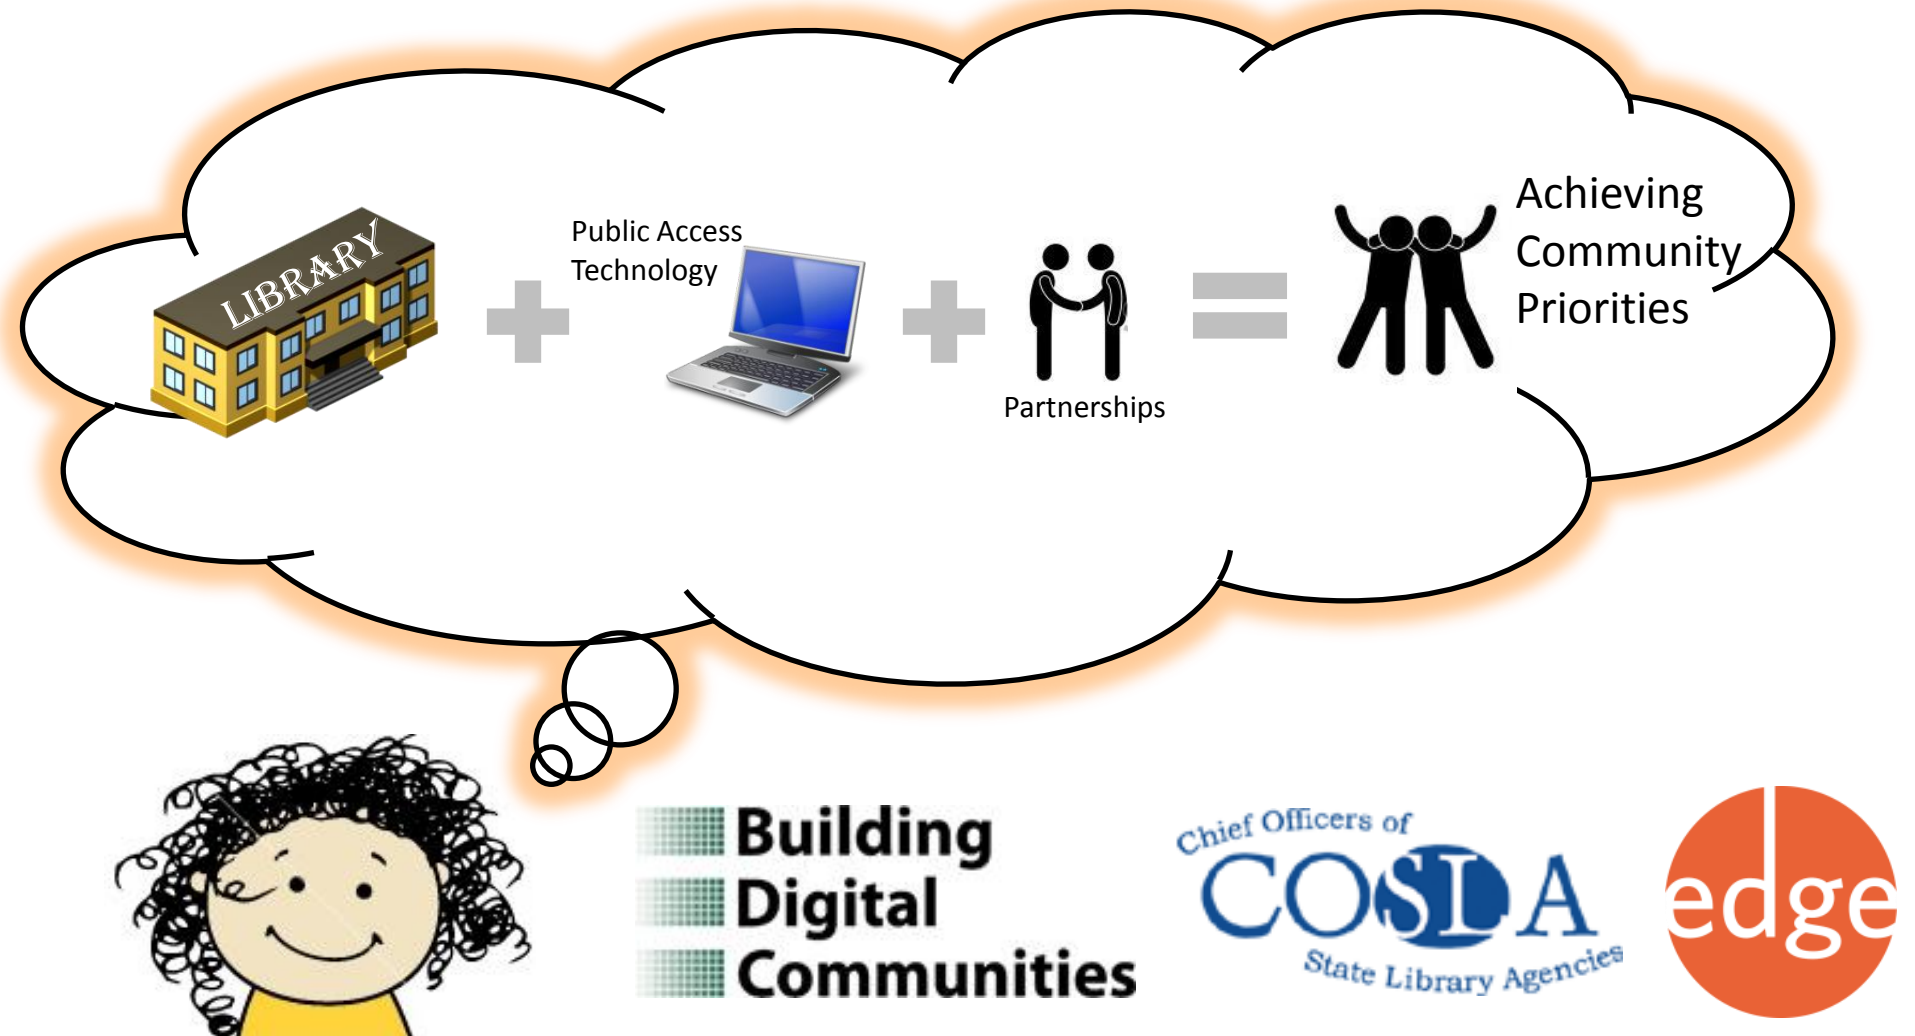 LIBRARY
Public Access
Technology
Partnerships
Achieving
Community
Priorities
Building
Digital
Communities
Chief Officers of
COSLA
State Library Agencies
edge